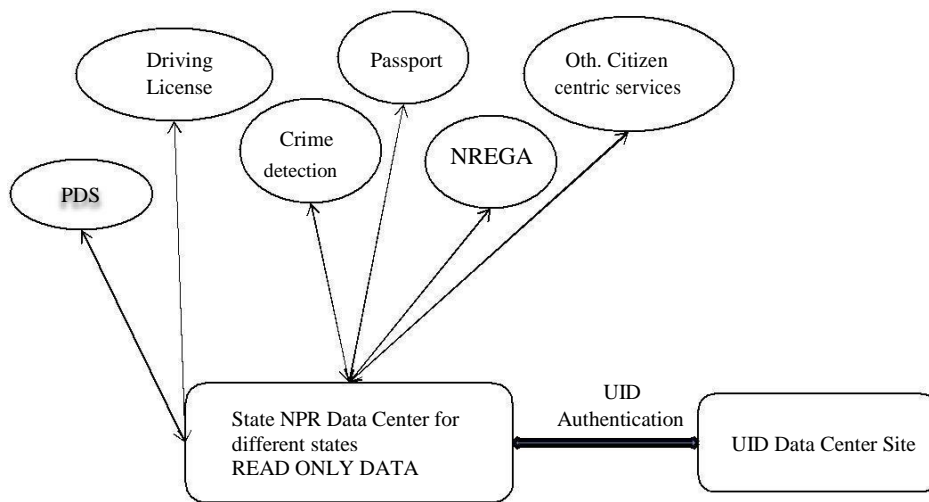 Driving
License
Passport
Oth. Citizen
centric services
Crime
detection
NREGA
PDS
State NPR Data Center for
different states
READ ONLY DATA
UID
Authentication
UID Data Center Site